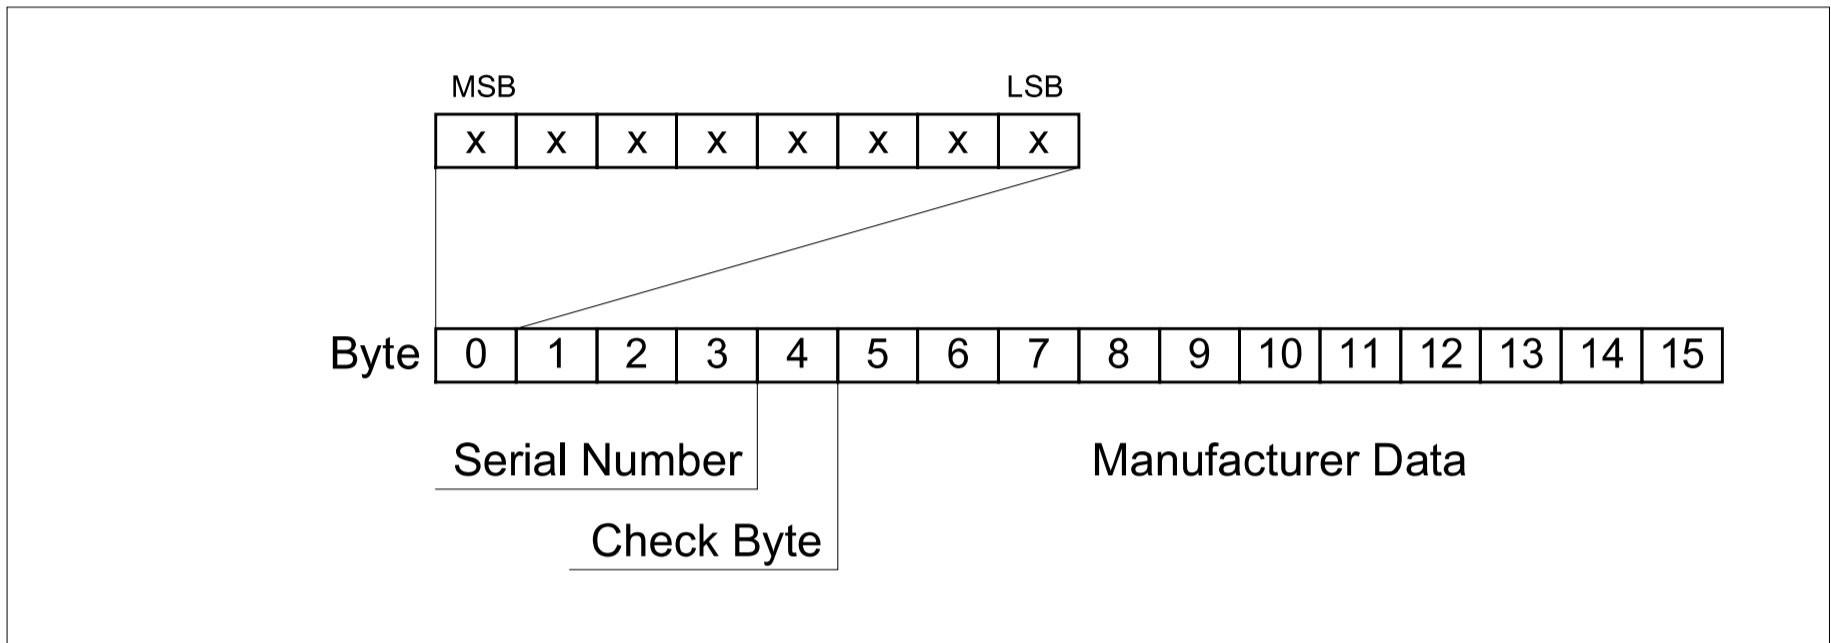 MSB LSB
x x x x x x x x
Byte 0 1 2 3 4 5 6 7 8 9 10 11 12 13 14 15
Serial Number Manufacturer Data
Check Byte